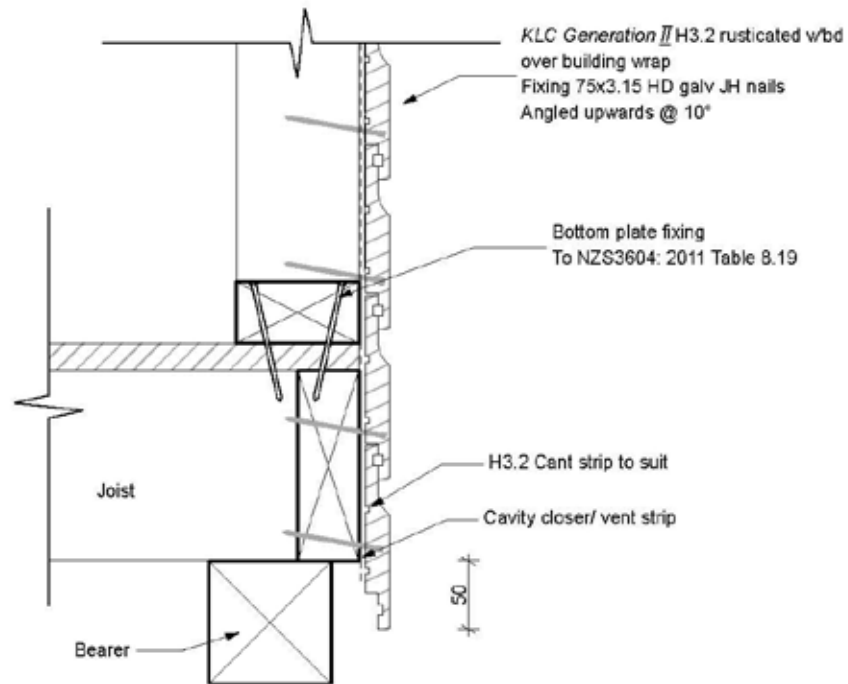 KLC Generation II H3.2 rusticated w'bd
over building wrap
Fixing 75x3.15 HD galv JH nails
Angled upwards @ 10°
Bottom plate fixing
To NZS3604: 2011 Table 8.19
H3.2 Cant strip to suit
Joist
Cavity closer/ vent strip
50
Bearer